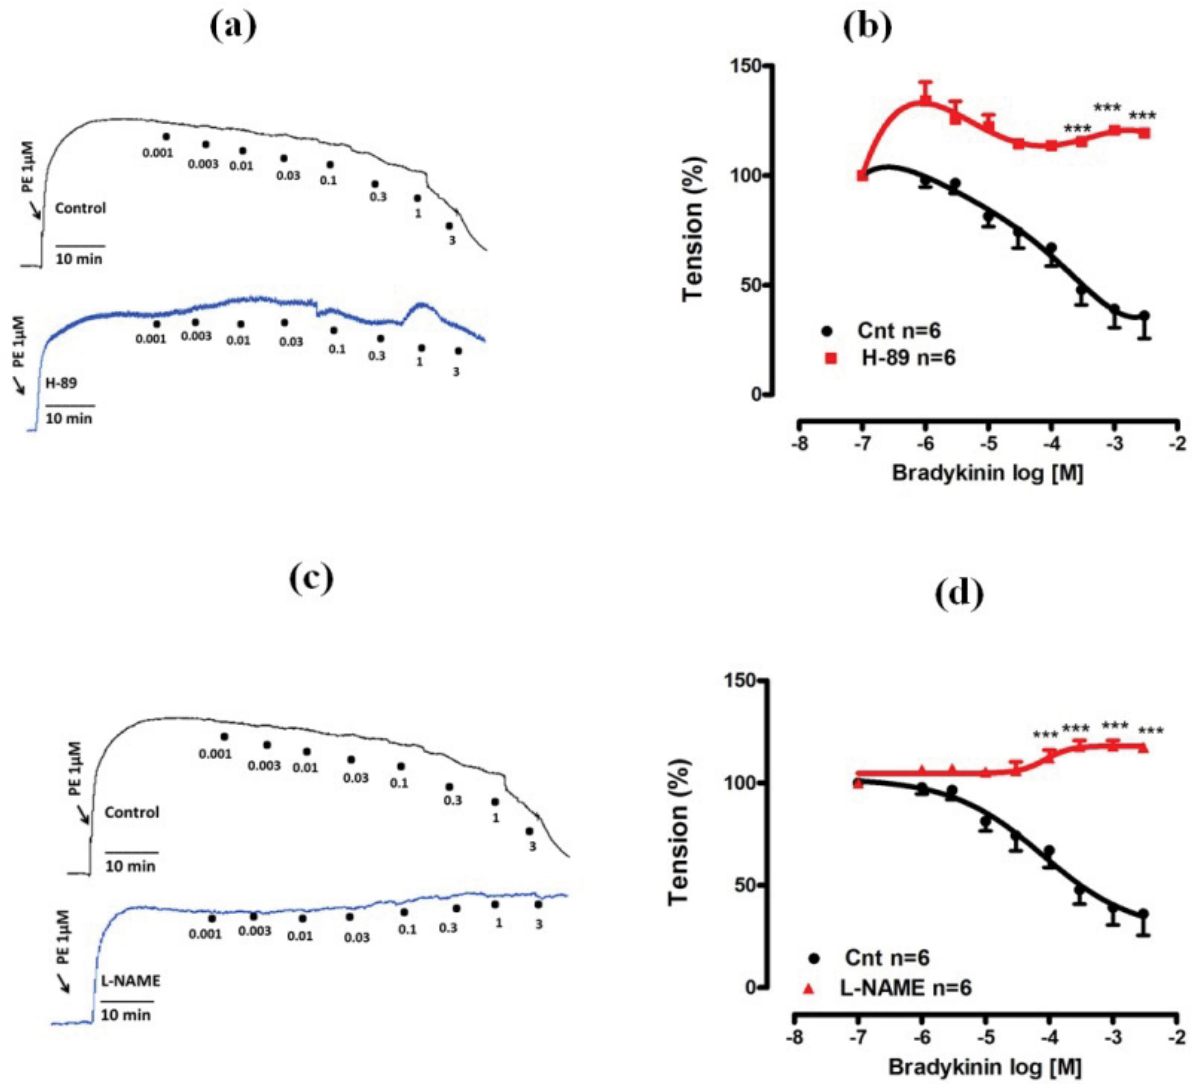 (a)
PE 1µM
Control
10 min
0.001
0.003
0.01
0.03
0.1
0.3
1
3
PE 1µM
H-89
10 min
0.001
0.003
0.01
0.03
0.1
0.3
1
3
(b)
150
100
50
0
Tension (%)
***
***
***
Cnt n=6
H-89 n=6
-8 -7 -6 -5 -4 -3 -2
Bradykinin log [M]
(c)
PE 1µM
Control
10 min
0.001
0.003
0.01
0.03
0.1
0.3
1
3
PE 1µM
L-NAME
10 min
0.001
0.003
0.01
0.03
0.1
0.3
1
3
(d)
150
100
50
0
Tension (%)
***
***
***
***
Cnt n=6
L-NAME n=6
-8 -7 -6 -5 -4 -3 -2
Bradykinin log [M]